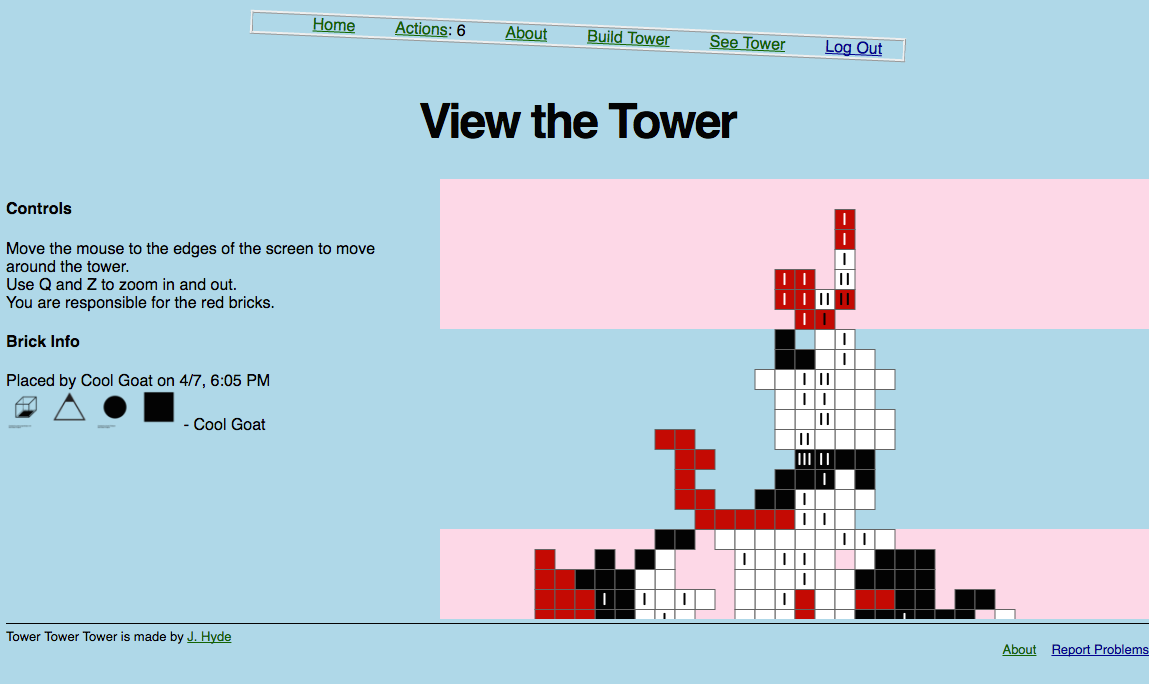 Home Actions: 6 About Build Tower See Tower Log Out
View the Tower
Controls
Move the mouse to the edges of the screen to move
around the tower.
Use Q and Z to zoom in and out.
You are responsible for the red bricks.
Brick Info
Placed by Cool Goat on 4/7, 6:05 PM
- Cool Goat
Tower Tower Tower is made by J. Hyde
About Report Problems